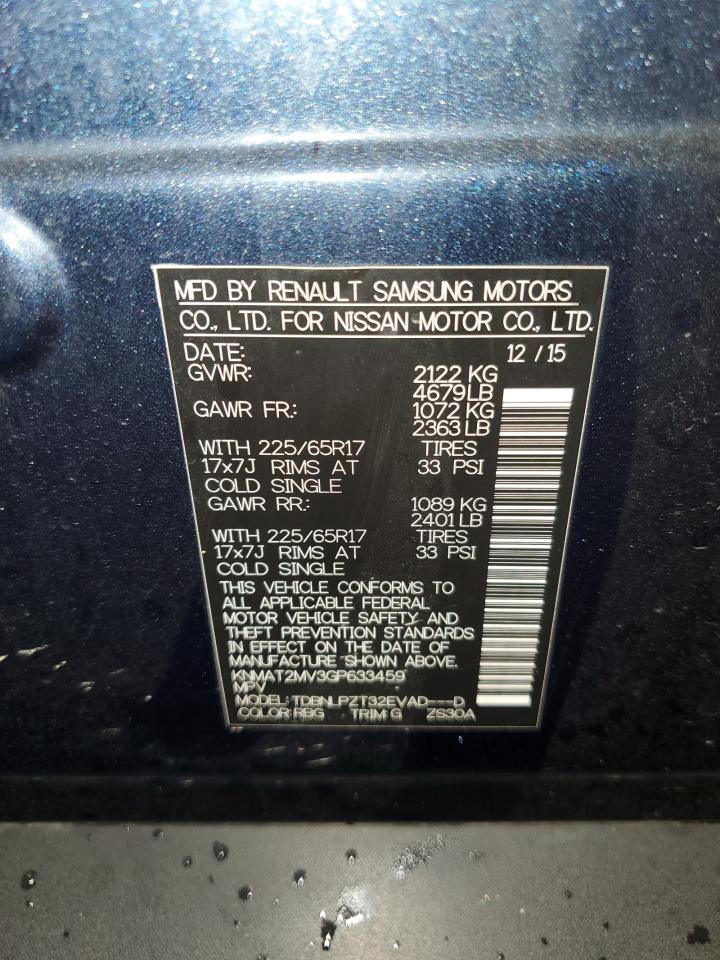 MFD BY RENAULT SAMSUNG MOTORS
CO., LTD. FOR NISSAN MOTOR CO., LTD.
DATE: 12 /15
GVWR: 2122 KG
4679LB
GAWR FR.: 1072 KG
2363LB
WITH 225/65R17 TIRES
17x7J RIMS AT 33 PSI
COLD SINGLE
GAWR RR.: 1089 KG
2401LB
WITH 225/65R17 TIRES
17x7J RIMS AT 33 PSI
COLD SINGLE
THIS VEHICLE CONFORMS TO
ALL APPLICABLE FEDERAL
MOTOR VEHICLE SAFETY AND
THEFT PREVENTION STANDARDS
IN EFFECT ON THE DATE OF
MANUFACTURE SHOWN ABOVE.
KNMAT2MV3GP633459
MPV
MODEL: TDBNLPZT32EVAD---D
COLOR:RBG TRIM:G ZS30A